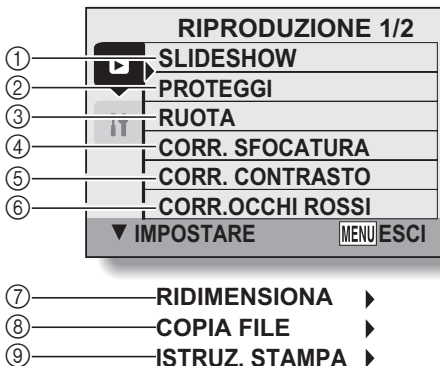 RIPRODUZIONE 1/2
① SLIDESHOW
② PROTEGGI
③ RUOTA
④ CORR. SFOCATURA
⑤ CORR. CONTRASTO
⑥ CORR.OCCHI ROSSI
▼ IMPOSTARE MENU ESCI
⑦ RIDIMENSIONA
⑧ COPIA FILE
⑨ ISTRUZ. STAMPA